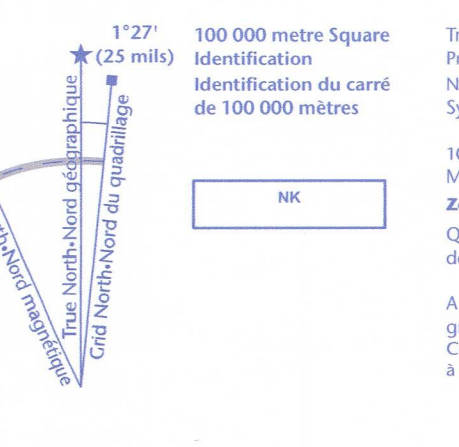 1°27'
(25 mils)
100 000 metre Square
Identification
Identification du carré
de 100 000 mètres
NK
True North•Nord géographique
Grid North•Nord du quadrillage
Nord magnétique